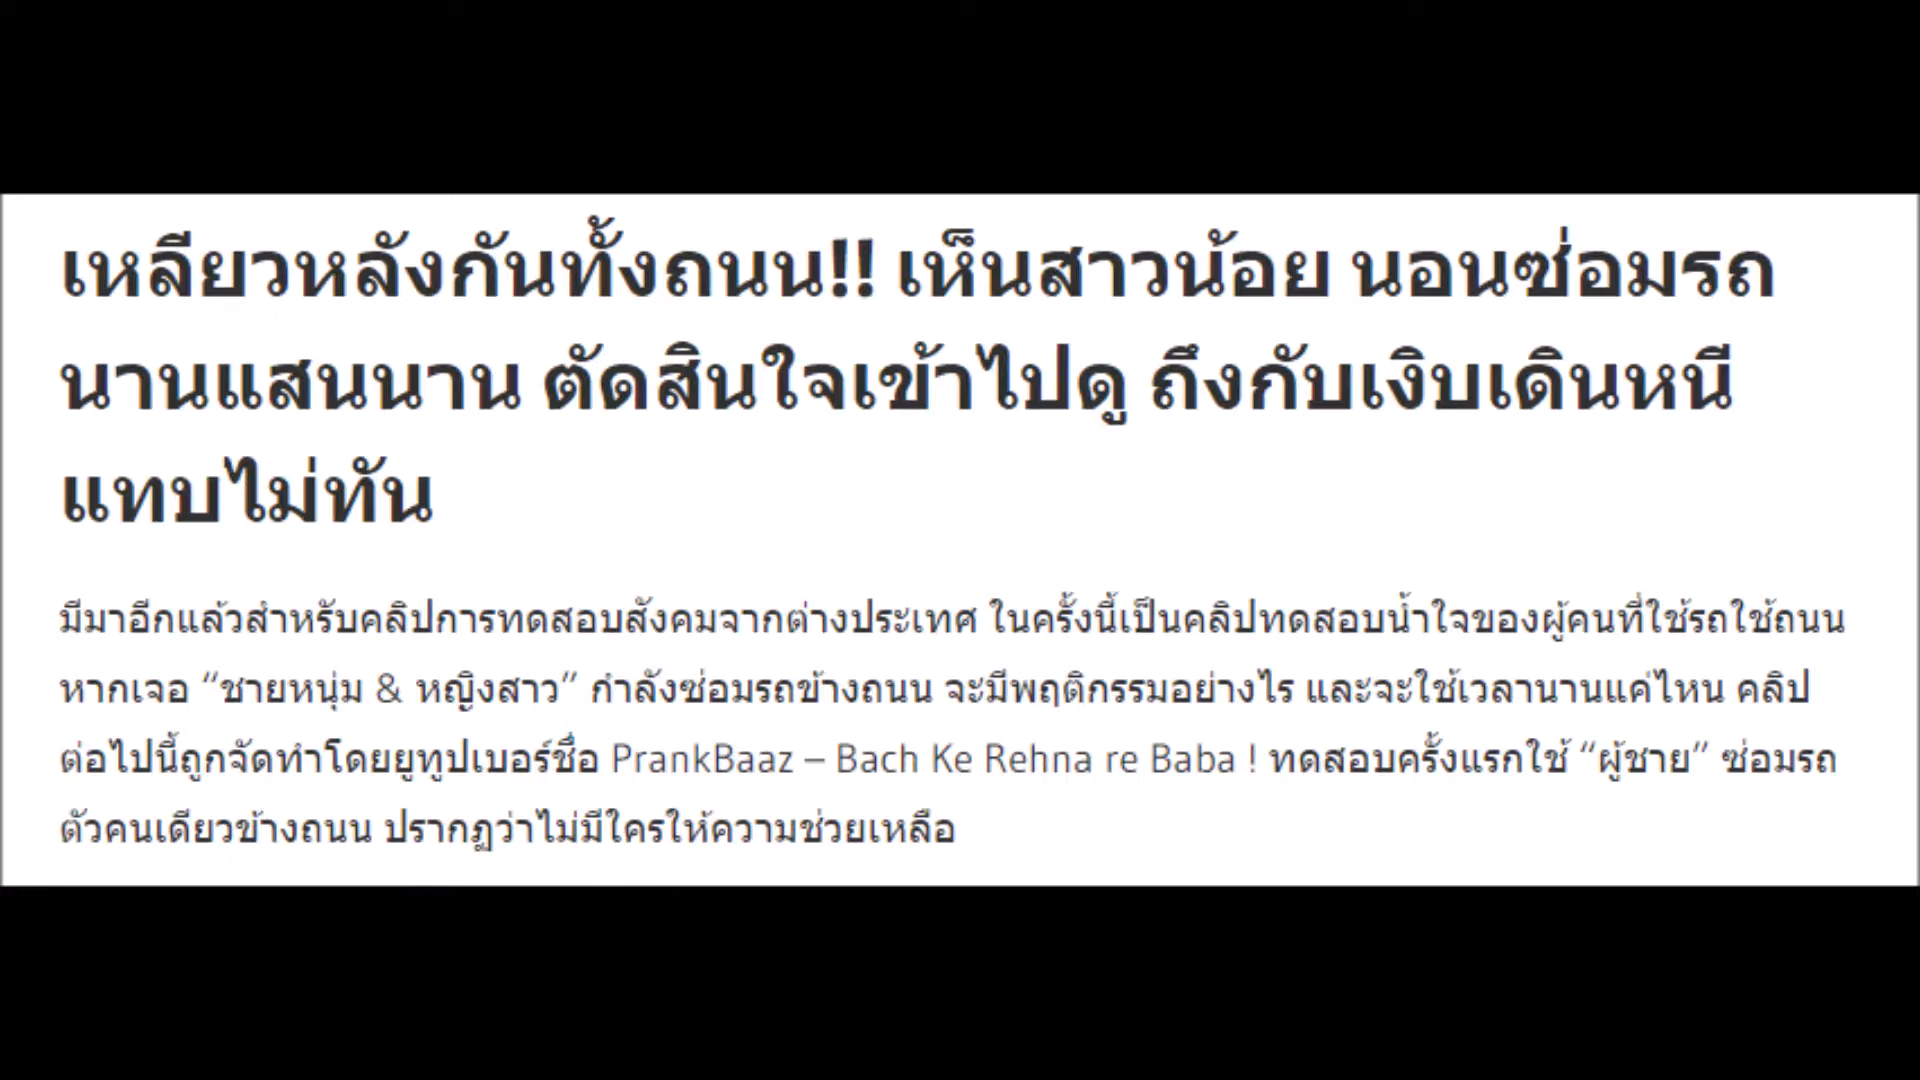 เหลียวหลังกันทั้งถนน!! เห็นสาวน้อย นอนซ่อมรถ
นานแสนนาน ตัดสินใจเข้าไปดู ถึงกับเงิบเดินหนี
แทบไม่ทัน
มีมาอีกแล้วสำหรับคลิปการทดสอบสังคมจากต่างประเทศ ในครั้งนี้เป็นคลิปทดสอบน้ำใจของผู้คนที่ใช้รถใช้ถนน
หากเจอ “ชายหนุ่ม & หญิงสาว” กำลังซ่อมรถข้างถนน จะมีพฤติกรรมอย่างไร และจะใช้เวลานานแค่ไหน คลิป
ต่อไปนี้ถูกจัดทำโดยยูทูปเบอร์ชื่อ PrankBaaz – Bach Ke Rehna re Baba ! ทดสอบครั้งแรกใช้ “ผู้ชาย” ซ่อมรถ
ตัวคนเดียวข้างถนน ปรากฏว่าไม่มีใครให้ความช่วยเหลือ